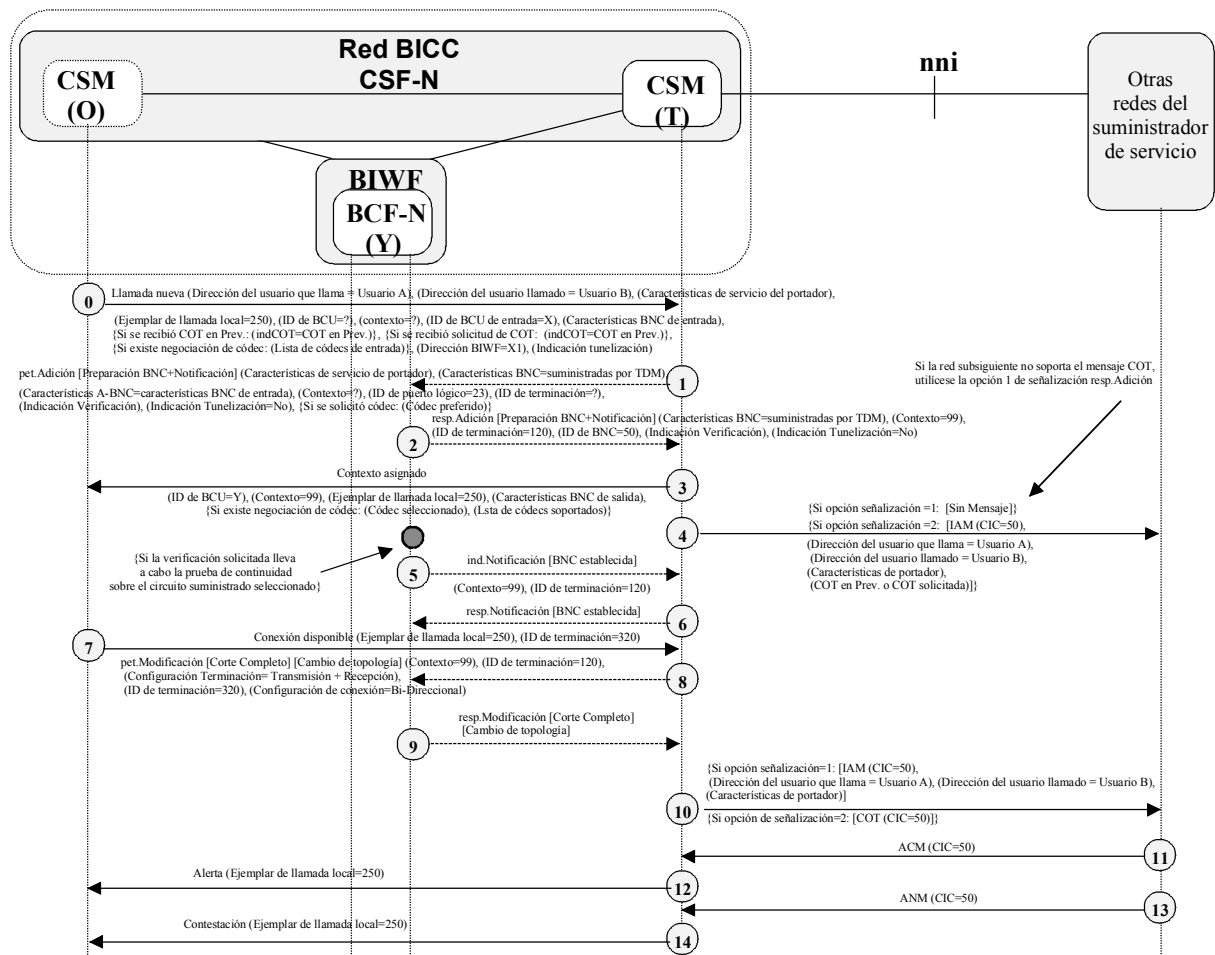 Red BICC
CSF-N
CSM
(O)
CSM
(T)
nni
Otras
redes del
suministrador
de servicio
BIWF
BCF-N
(Y)
0
Llamada nueva (Dirección del usuario que llama = Usuario A), (Dirección del usuario llamado = Usuario B), (Características de servicio del portador),
(Ejemplar de llamada local=250), (ID de BCU=?), (contexto=?), (ID de BCU de entrada=X), (Características BNC de entrada),
{Si se recibió COT en Prev.: (indCOT=COT en Prev.)}, {Si se recibió solicitud de COT: (indCOT=COT en Prev.)},
{Si existe negociación de códec: (Lista de códecs de entrada)}, (Dirección BIWF=X1), (Indicación tunelización)
pet.Adición [Preparación BNC+Notificación] (Características de servicio de portador), (Características BNC=suministradas por TDM),
1
(Características A-BNC=características BNC de entrada), (Contexto=?), (ID de puerto lógico=23), (ID de terminación=?),
(Indicación Verificación), (Indicación Tunelización=No), {Si se solicitó códec: (Códec preferido)}
Si la red subsiguiente no soporta el mensaje COT,
utilícese la opción 1 de señalización resp.Adición
resp.Adición [Preparación BNC+Notificación] (Características BNC=suministradas por TDM), (Contexto=99),
2
(ID de terminación=120), (ID de BNC=50), (Indicación Verificación), (Indicación Tunelización=No)
Contexto asignado
3
(ID de BCU=Y), (Contexto=99), (Ejemplar de llamada local=250), (Características BNC de salida),
{Si existe negociación de códec: (Códec seleccionado), (Lsta de códecs soportados)}
{Si opción señalización =1: [Sin Mensaje]}
{Si opción señalización =2: [IAM (CIC=50),
4
(Dirección del usuario que llama = Usuario A),
(Dirección del usuario llamado = Usuario B),
(Características de portador),
(COT en Prev. o COT solicitada)]}
{Si la verificación solicitada lleva
a cabo la prueba de continuidad
sobre el circuito suministrado seleccionado}
ind.Notificación [BNC establecida]
5
(Contexto=99), (ID de terminación=120)
resp.Notificación [BNC establecida]
6
7
Conexión disponible (Ejemplar de llamada local=250), (ID de terminación=320)
pet.Modificación [Corte Completo] [Cambio de topología] (Contexto=99), (ID de terminación=120),
(Configuración Terminación= Transmisión + Recepción),
8
(ID de terminación=320), (Configuración de conexión=Bi-Direccional)
resp.Modificación [Corte Completo]
[Cambio de topología]
9
{Si opción señalización=1: [IAM (CIC=50),
(Dirección del usuario que llama = Usuario A), (Dirección del usuario llamado = Usuario B),
(Características de portador)]
10
{Si opción de señalización=2: [COT (CIC=50)]}
ACM (CIC=50)
11
Alerta (Ejemplar de llamada local=250)
12
ANM (CIC=50)
13
Contestación (Ejemplar de llamada local=250)
14